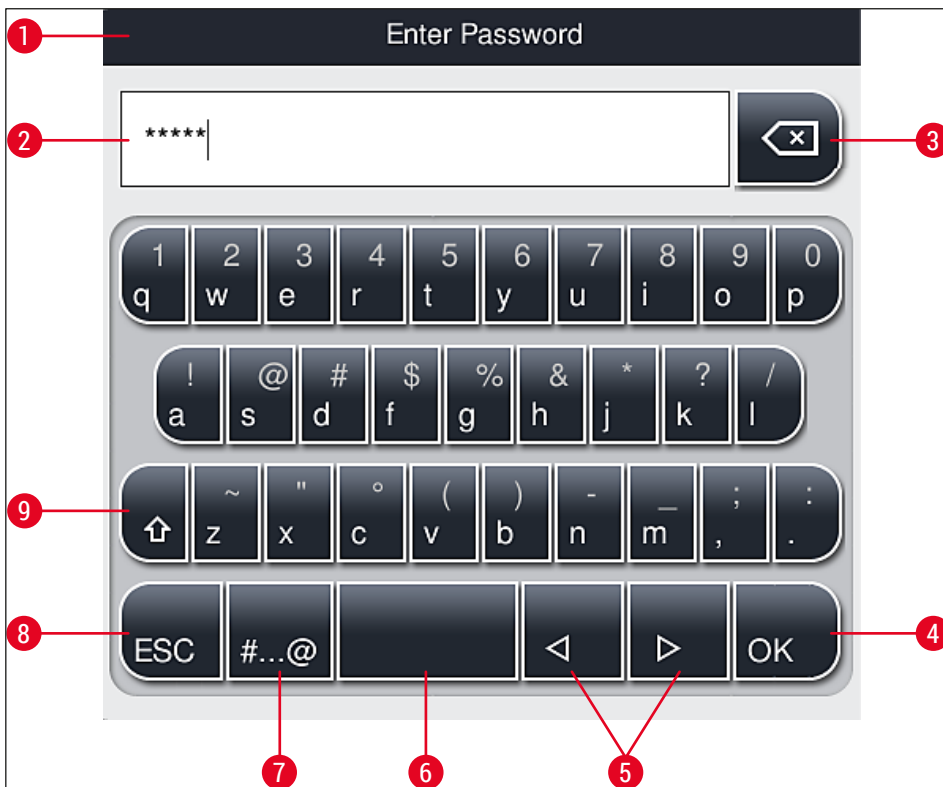 1 Enter Password
2 ***** 3
1 2 3 4 5 6 7 8 9 0
q w e r t y u i o p
! @ # $ % & * ? /
a s d f g h j k l
9 ~ " ° ( ) - _ ; :
z x c v b n m , .
8 ESC #...@ OK 4
7 6 5